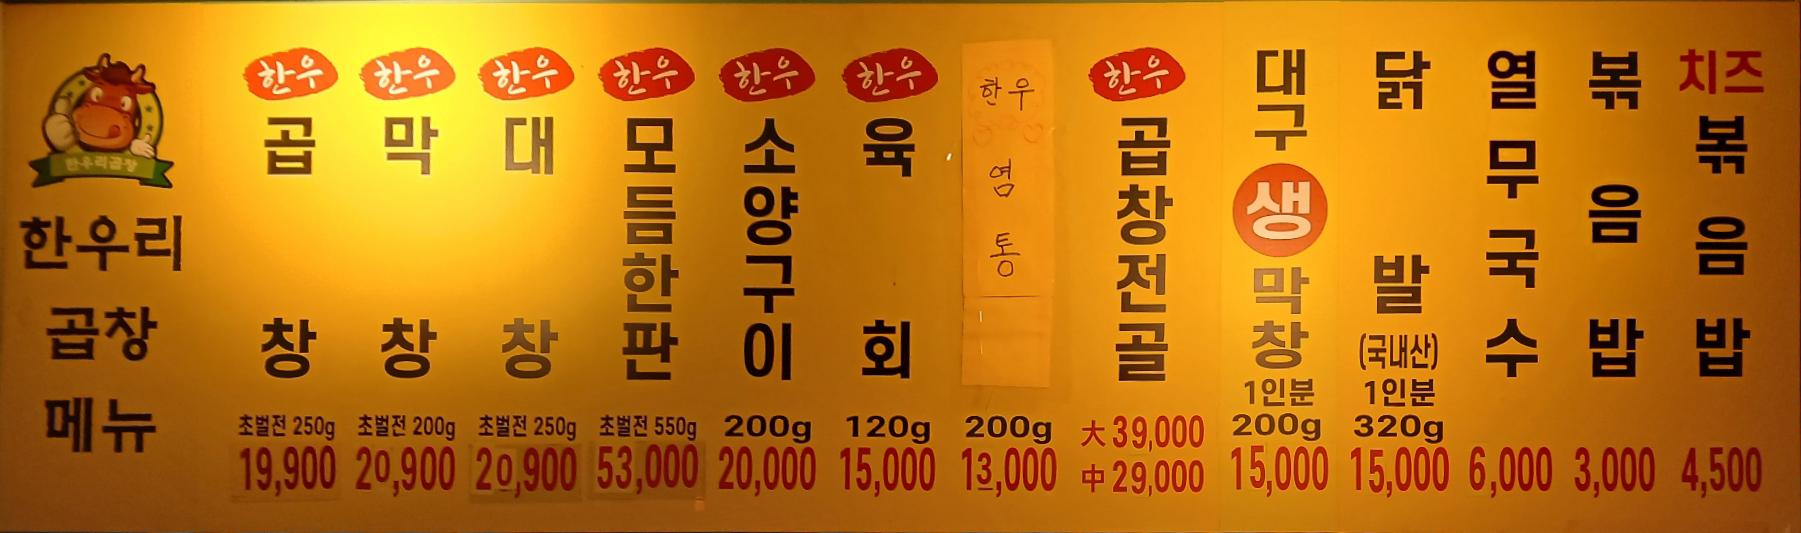 한우리곱창
한우리
곱창
메뉴
한우
곱창
초벌전 250g
19,900
한우
막창
초벌전 200g
20,900
한우
대창
초벌전 250g
20,900
한우
모듬한판
초벌전 550g
53,000
한우
소양구이
200g
20,000
한우
육회
120g
15,000
한우
염통
200g
13,000
한우
곱창전골
大 39,000
中 29,000
대구생막창
1인분
200g
15,000
닭발
(국내산)
1인분
320g
15,000
열무국수
6,000
볶음밥
3,000
치즈
볶음밥
4,500